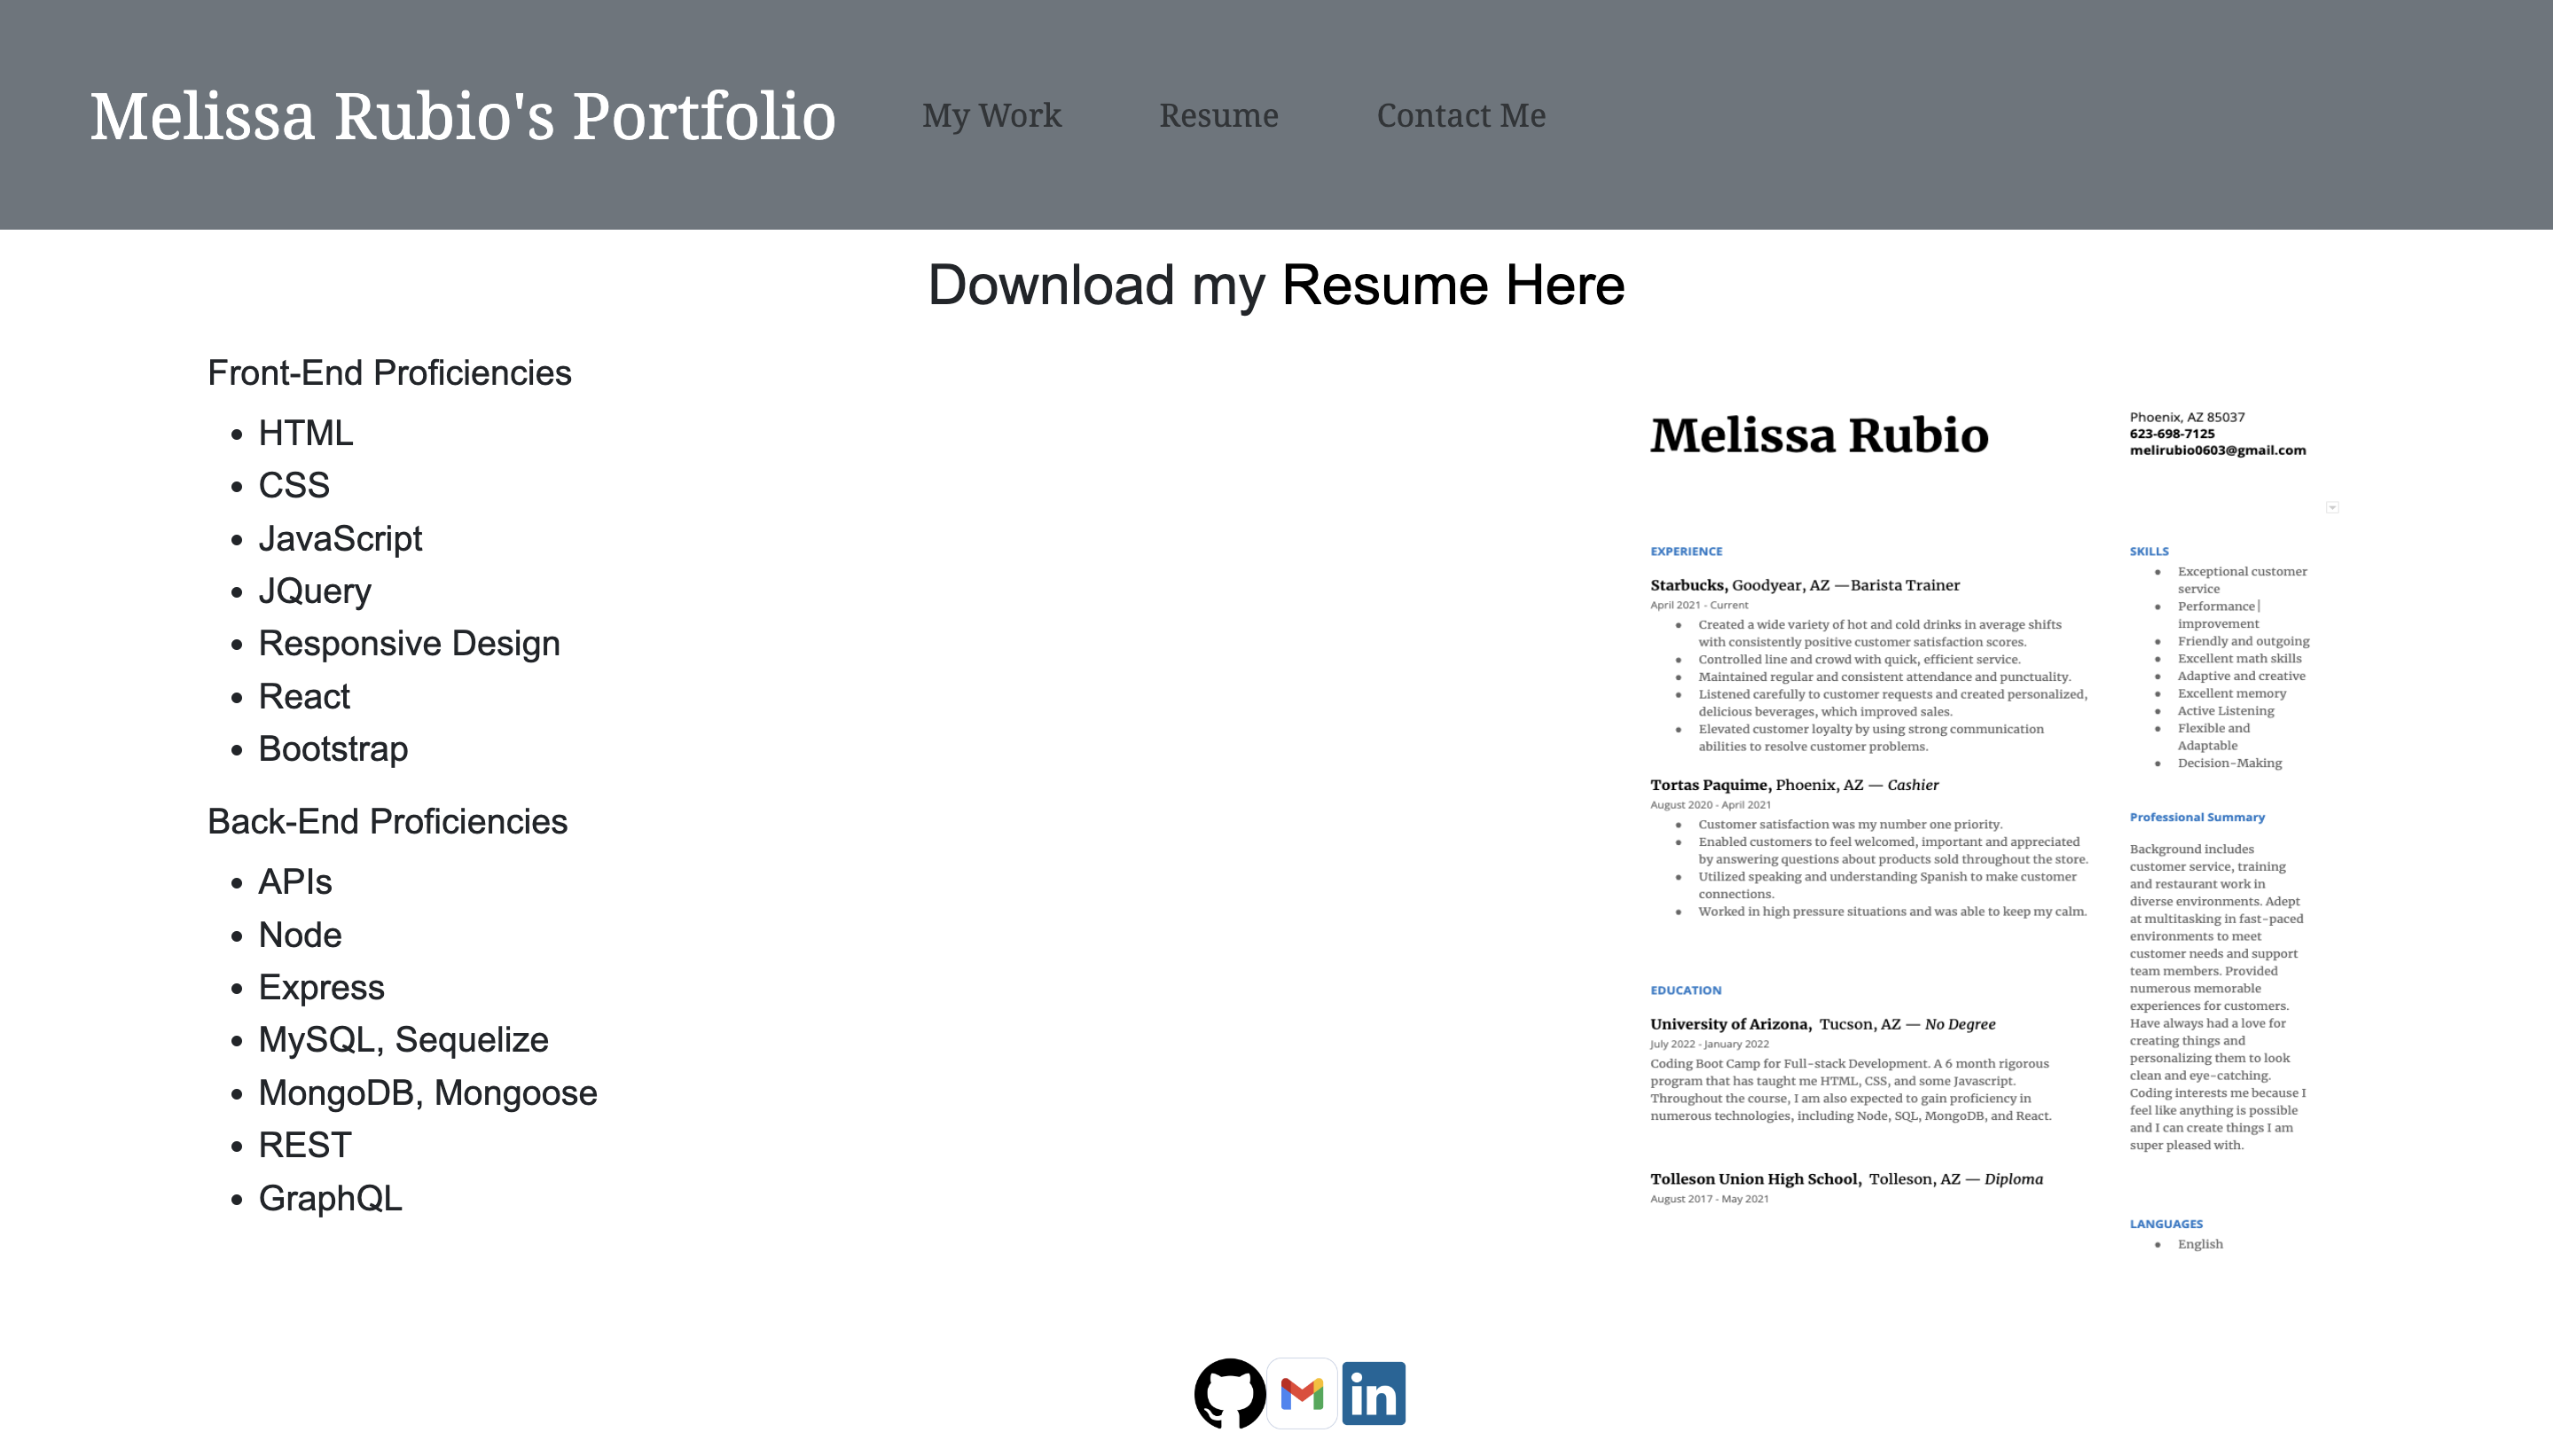 Melissa Rubio's Portfolio
My Work
Resume
Contact Me
Download my Resume Here
Front-End Proficiencies
• HTML
• CSS
• JavaScript
• JQuery
• Responsive Design
• React
• Bootstrap
Back-End Proficiencies
• APIs
• Node
• Express
• MySQL, Sequelize
• MongoDB, Mongoose
• REST
• GraphQL
Melissa Rubio
Phoenix, AZ 85037
623-698-7125
melirubio0603@gmail.com
EXPERIENCE
Starbucks, Goodyear, AZ —Barista Trainer
April 2021 - Current
• Created a wide variety of hot and cold drinks in average shifts
with consistently positive customer satisfaction scores.
• Controlled line and crowd with quick, efficient service.
• Maintained regular and consistent attendance and punctuality.
• Listened carefully to customer requests and created personalized,
delicious beverages, which improved sales.
• Elevated customer loyalty by using strong communication
abilities to resolve customer problems.
Tortas Paquime, Phoenix, AZ — Cashier
August 2020 - April 2021
• Customer satisfaction was my number one priority.
• Enabled customers to feel welcomed, important and appreciated
by answering questions about products sold throughout the store.
• Utilized speaking and understanding Spanish to make customer
connections.
• Worked in high pressure situations and was able to keep my calm.
EDUCATION
University of Arizona, Tucson, AZ — No Degree
July 2022 - January 2022
Coding Boot Camp for Full-stack Development. A 6 month rigorous
program that has taught me HTML, CSS, and some Javascript.
Throughout the course, I am also expected to gain proficiency in
numerous technologies, including Node, SQL, MongoDB, and React.
Tolleson Union High School, Tolleson, AZ — Diploma
August 2017 - May 2021
SKILLS
• Exceptional customer
service
• Performance
improvement
• Friendly and outgoing
• Excellent math skills
• Adaptive and creative
• Excellent memory
• Active Listening
• Flexible and
Adaptable
• Decision-Making
Professional Summary
Background includes
customer service, training
and restaurant work in
diverse environments. Adept
at multitasking in fast-paced
environments to meet
customer needs and support
team members. Provided
numerous memorable
experiences for customers.
Have always had a love for
creating things and
personalizing them to look
clean and eye-catching.
Coding interests me because I
feel like anything is possible
and I can create things I am
super pleased with.
LANGUAGES
• English
in